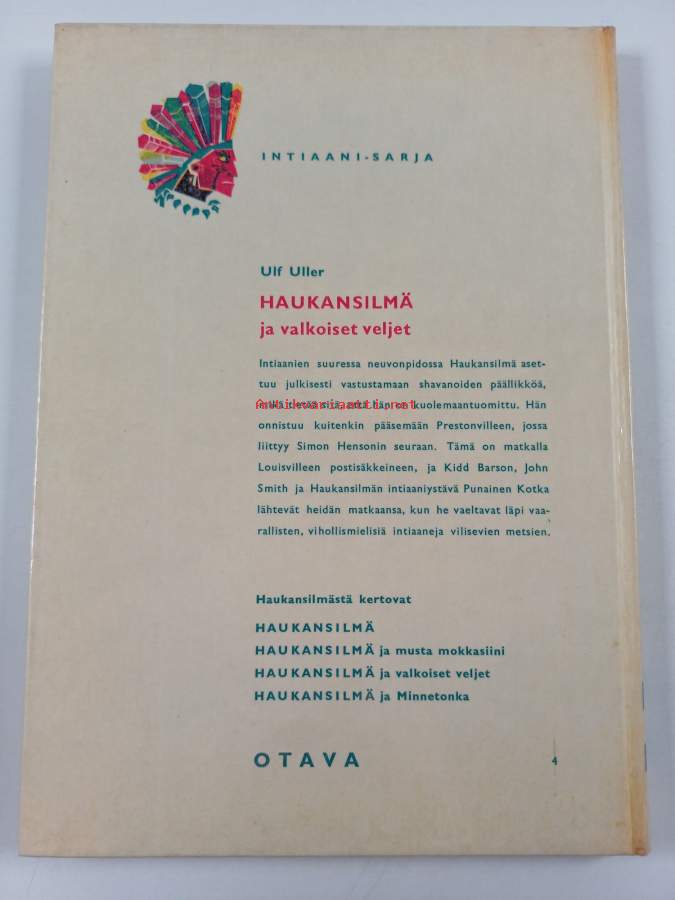 INTIAANI-SARJA
Ulf Uller
HAUKANSILMÄ
ja valkoiset veljet
Intiaanien suuressa neuvonpidossa Haukansilmä aset-
tuu julkisesti vastustamaan shavanoiden päällikköä,
kuolemaantuomittu. Hän
Antikvariaatti.net
onnistuu kuitenkin pääsemään Prestonvilleen, jossa
liittyy Simon Hensonin seuraan. Tämä on matkalla
Louisvilleen postisäkkeineen, ja Kidd Barson, John
Smith ja Haukansilmän intiaaniystävä Punainen Kotka
lähtevät heidän matkaansa, kun he vaeltavat läpi vaa-
rallisten, vihollismielisiä intiaaneja vilisevien metsien.
Haukansilmästä kertovat
HAUKANSILMÄ
HAUKANSILMÄ ja musta mokkasiini
HAUKANSILMÄ ja valkoiset veljet
HAUKANSILMÄ ja Minnetonka
OTAVA 4